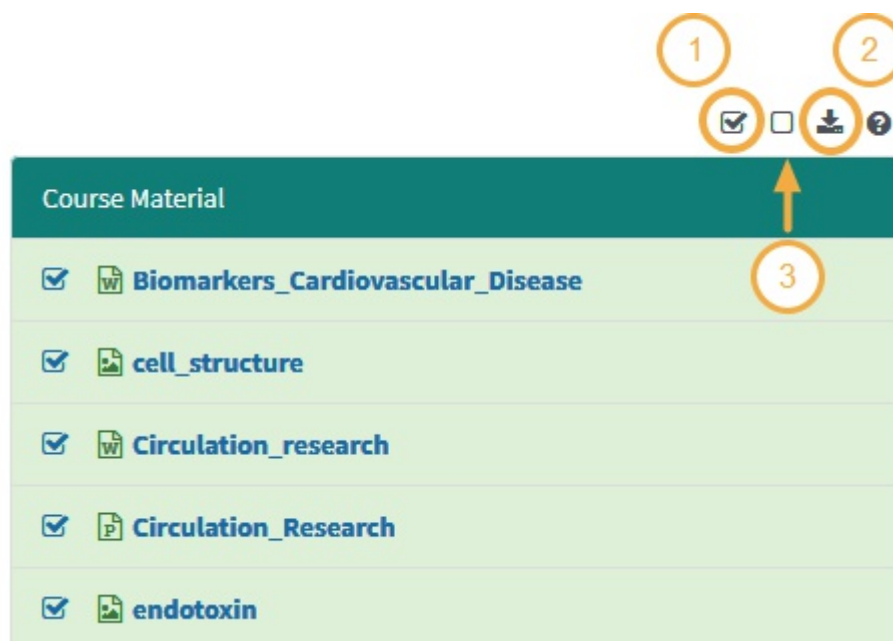 1 2
Course Material
Biomarkers_Cardiovascular_Disease
3
cell_structure
Circulation_research
Circulation_Research
endotoxin